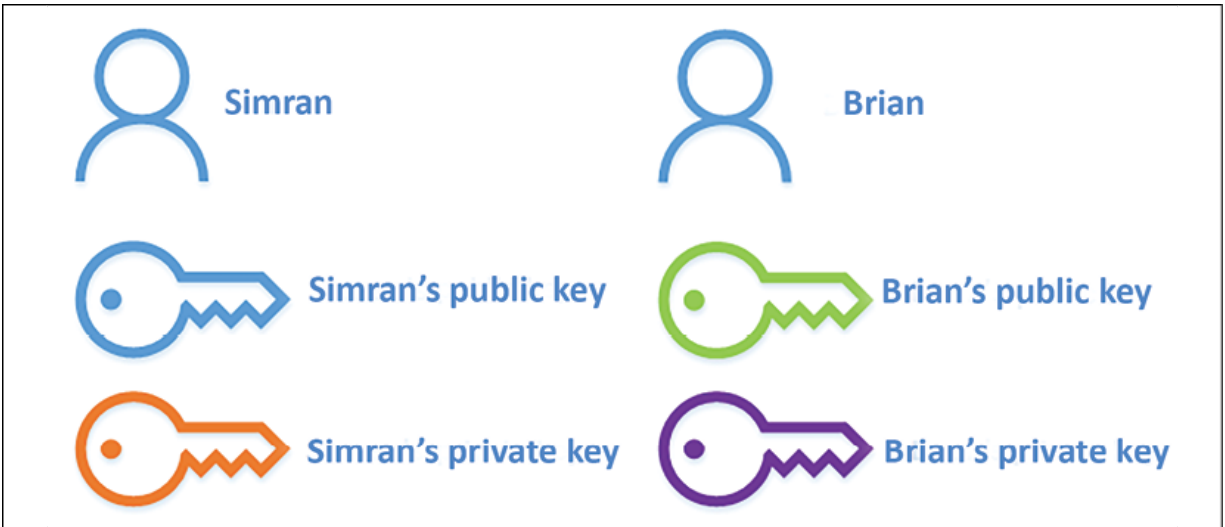 Simran
Brian
Simran’s public key
Brian’s public key
Simran’s private key
Brian’s private key